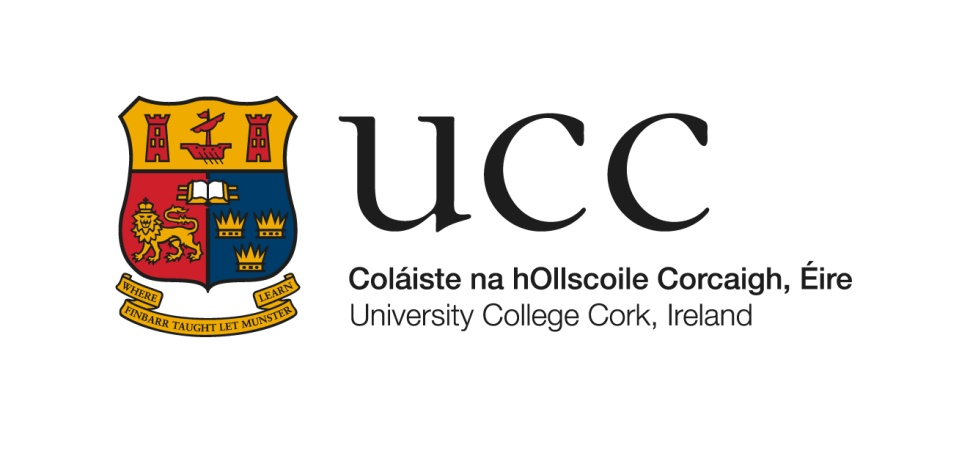 ucc
Coláiste na hOllscoile Corcaigh, Éire
University College Cork, Ireland
WHERE
FINBARR TAUGHT LET MUNSTER
LEARN